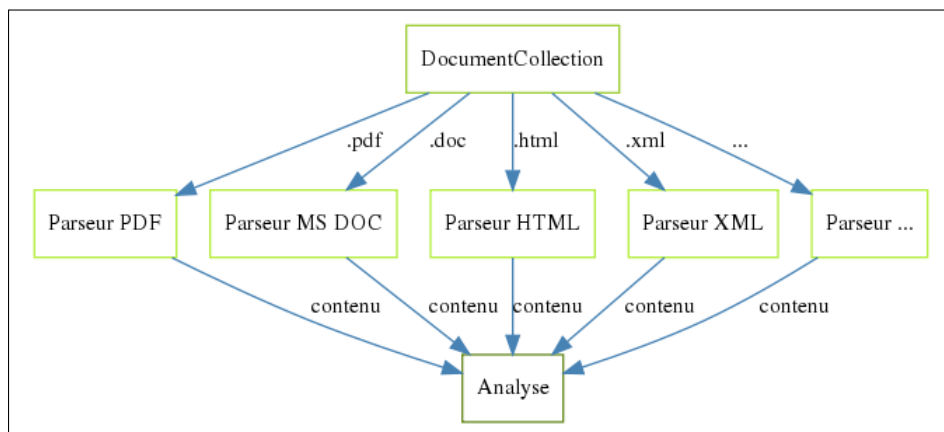 DocumentCollection
.pdf
.doc
.html
.xml
...
Parseur PDF
Parseur MS DOC
Parseur HTML
Parseur XML
Parseur ...
contenu
contenu
contenu
contenu
contenu
Analyse